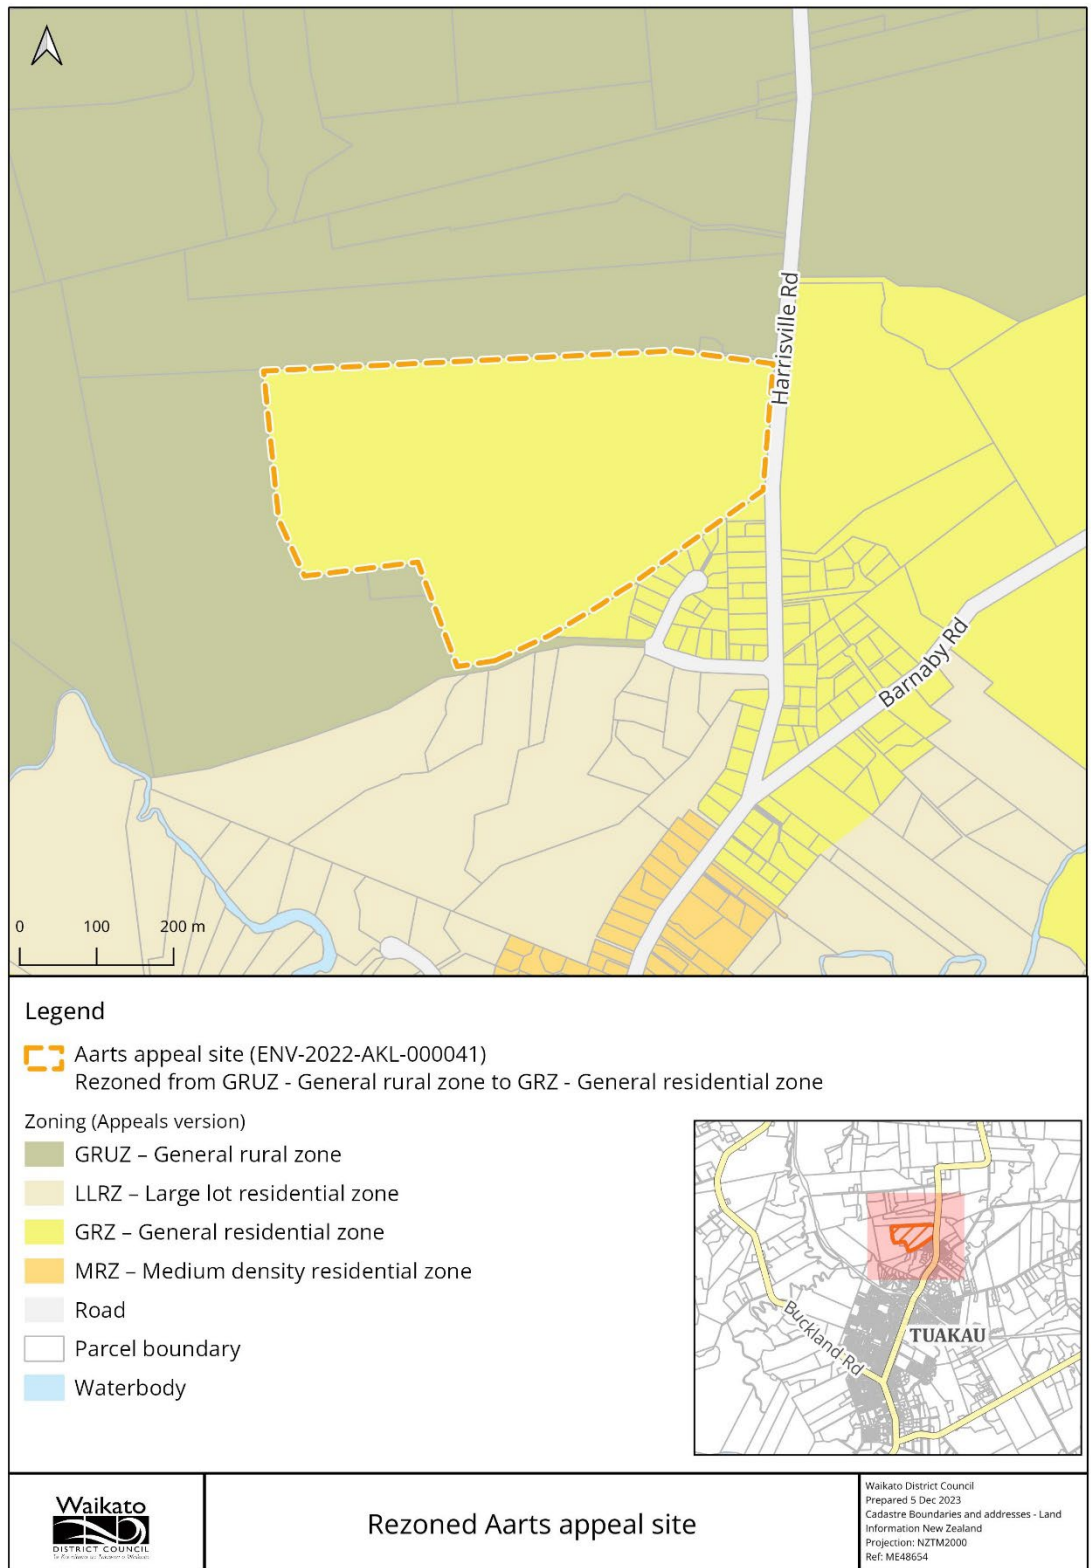 Harrisville Rd
Barnaby Rd
0 100 200 m
Legend
Aarts appeal site (ENV-2022-AKL-000041)
Rezoned from GRUZ - General rural zone to GRZ - General residential zone
Zoning (Appeals version)
GRUZ – General rural zone
LLRZ – Large lot residential zone
GRZ – General residential zone
MRZ – Medium density residential zone
Road
Parcel boundary
Waterbody
Buckland Rd
TUAKAU
Waikato
DISTRICT COUNCIL
Rezoned Aarts appeal site
Waikato District Council
Prepared 5 Dec 2023
Cadastre Boundaries and addresses - Land
Information New Zealand
Projection: NZTM2000
Ref: ME48654